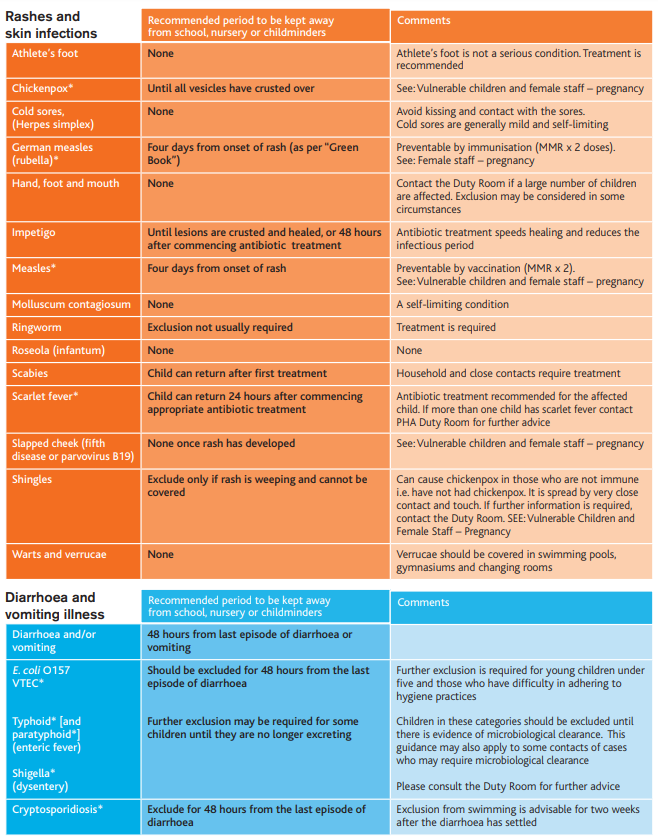 Rashes and
skin infections
Recommended period to be kept away
from school, nursery or childminders
Comments
Athlete's foot
None
Athlete's foot is not a serious condition. Treatment is
recommended
Chickenpox*
Until all vesicles have crusted over
See: Vulnerable children and female staff – pregnancy
Cold sores,
(Herpes simplex)
None
Avoid kissing and contact with the sores.
Cold sores are generally mild and self-limiting
German measles
(rubella)*
Four days from onset of rash (as per "Green
Book")
Preventable by immunisation (MMR x 2 doses).
See: Female staff – pregnancy
Hand, foot and mouth
None
Contact the Duty Room if a large number of children
are affected. Exclusion may be considered in some
circumstances
Impetigo
Until lesions are crusted and healed, or 48 hours
after commencing antibiotic treatment
Antibiotic treatment speeds healing and reduces the
infectious period
Measles*
Four days from onset of rash
Preventable by vaccination (MMR x 2).
See: Vulnerable children and female staff – pregnancy
Molluscum contagiosum
None
A self-limiting condition
Ringworm
Exclusion not usually required
Treatment is required
Roseola (infantum)
None
None
Scabies
Child can return after first treatment
Household and close contacts require treatment
Scarlet fever*
Child can return 24 hours after commencing
appropriate antibiotic treatment
Antibiotic treatment recommended for the affected
child. If more than one child has scarlet fever contact
PHA Duty Room for further advice
Slapped cheek (fifth
disease or parvovirus B19)
None once rash has developed
See: Vulnerable children and female staff – pregnancy
Shingles
Exclude only if rash is weeping and cannot be
covered
Can cause chickenpox in those who are not immune
i.e. have not had chickenpox. It is spread by very close
contact and touch. If further information is required,
contact the Duty Room. SEE: Vulnerable Children and
Female Staff – Pregnancy
Warts and verrucae
None
Verrucae should be covered in swimming pools,
gymnasiums and changing rooms
Diarrhoea and
vomiting illness
Recommended period to be kept away
from school, nursery or childminders
Comments
Diarrhoea and/or
vomiting
48 hours from last episode of diarrhoea or
vomiting
E. coli O157
VTEC*
Should be excluded for 48 hours from the last
episode of diarrhoea
Further exclusion is required for young children under
five and those who have difficulty in adhering to
hygiene practices
Typhoid* [and
paratyphoid*]
(enteric fever)
Further exclusion may be required for some
children until they are no longer excreting
Children in these categories should be excluded until
there is evidence of microbiological clearance. This
guidance may also apply to some contacts of cases
who may require microbiological clearance
Shigella*
(dysentery)
Please consult the Duty Room for further advice
Cryptosporidiosis*
Exclude for 48 hours from the last episode of
diarrhoea
Exclusion from swimming is advisable for two weeks
after the diarrhoea has settled